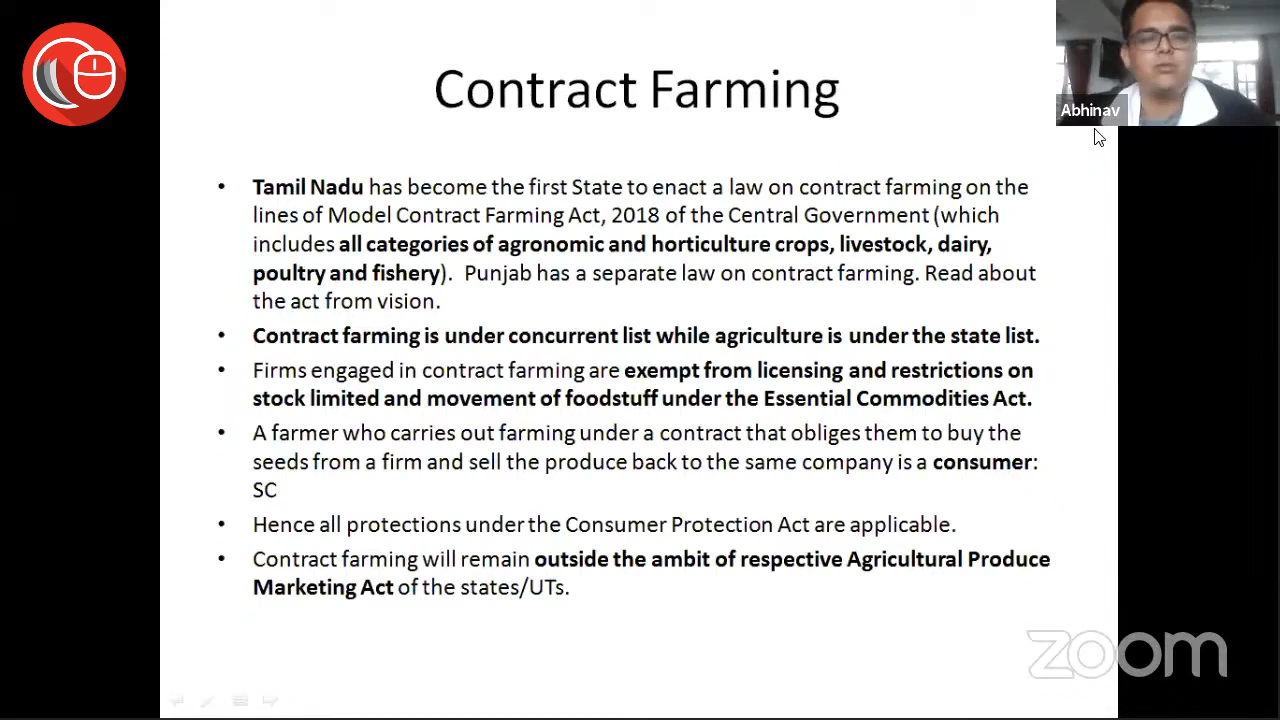 Contract Farming
Abhinav
• Tamil Nadu has become the first State to enact a law on contract farming on the
lines of Model Contract Farming Act, 2018 of the Central Government (which
includes all categories of agronomic and horticulture crops, livestock, dairy,
poultry and fishery). Punjab has a separate law on contract farming. Read about
the act from vision.
• Contract farming is under concurrent list while agriculture is under the state list.
• Firms engaged in contract farming are exempt from licensing and restrictions on
stock limited and movement of foodstuff under the Essential Commodities Act.
• A farmer who carries out farming under a contract that obliges them to buy the
seeds from a firm and sell the produce back to the same company is a consumer:
SC
• Hence all protections under the Consumer Protection Act are applicable.
• Contract farming will remain outside the ambit of respective Agricultural Produce
Marketing Act of the states/UTs.
zoom